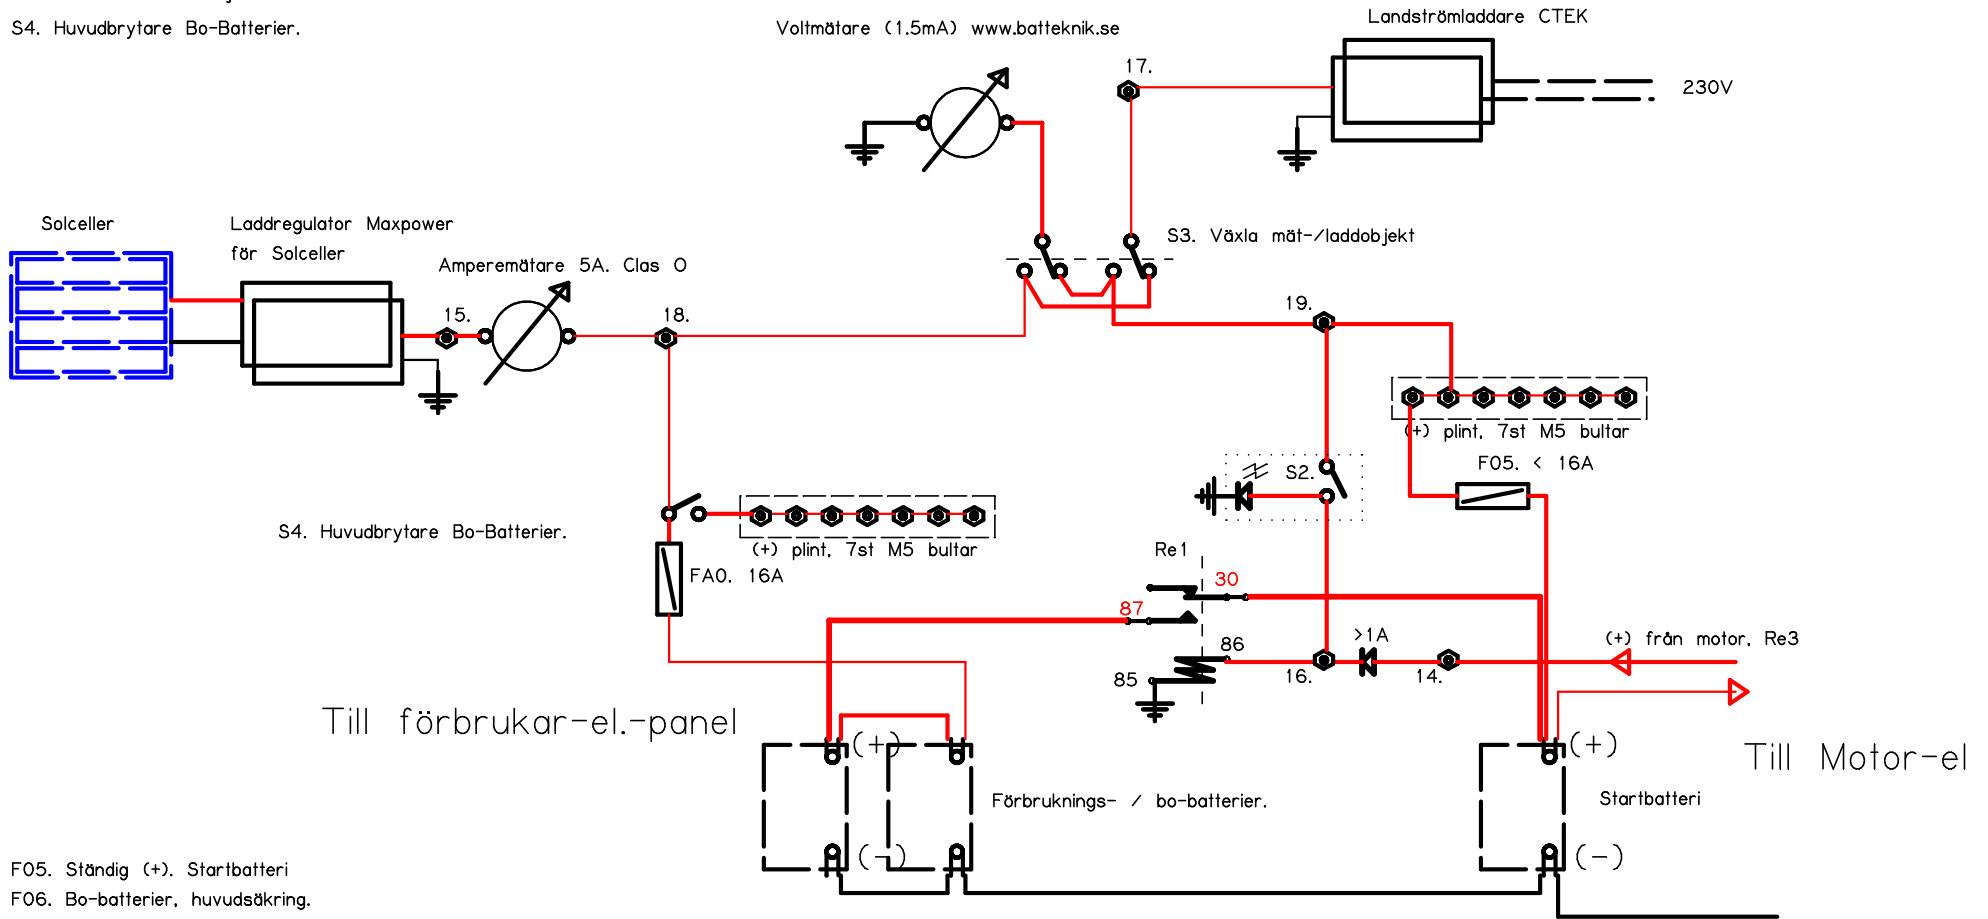 S4. Huvudbrytare Bo-Batterier.
Voltmätare (1.5mA) www.batteknik.se
Landströmladdare CTEK
17.
230V
Solceller
Laddregulator Maxpower
för Solceller
Amperemätare 5A. Clas O
S3. Växla mät-/laddobjekt
15.
18.
19.
(+) plint, 7st M5 bultar
F05. < 16A
S2.
S4. Huvudbrytare Bo-Batterier.
(+) plint, 7st M5 bultar
FA0. 16A
Re1
30
87
86
85
>1A
16.
14.
(+) från motor, Re3
Till förbrukar-el.-panel
(+)
(+)
Till Motor-el
Förbruknings- / bo-batterier.
Startbatteri
(-)
(-)
F05. Ständig (+). Startbatteri
F06. Bo-batterier, huvudsäkring.